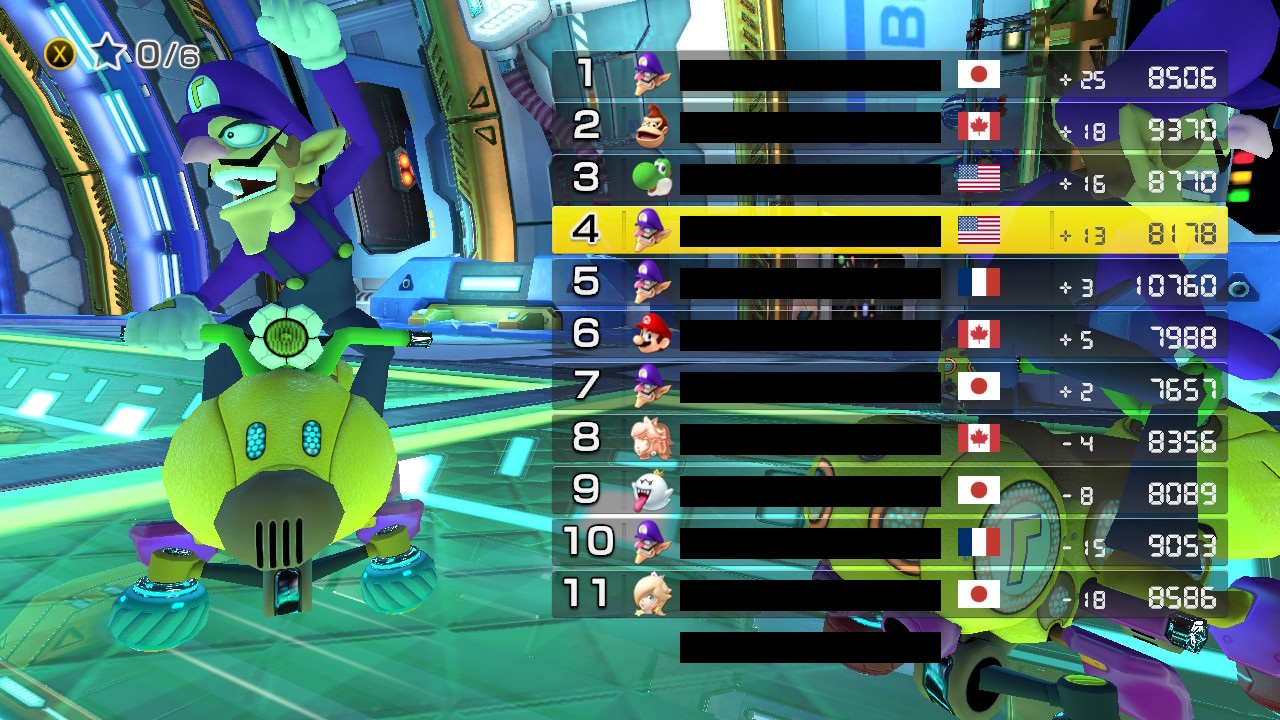 X 0/6
B
1 + 25 8506
2 + 18 9370
3 + 16 8770
4 + 13 8178
5 + 3 10760
6 + 5 7988
7 + 2 7657
8 - 4 8356
9 - 8 8089
10 - 15 9053
11 - 18 8586